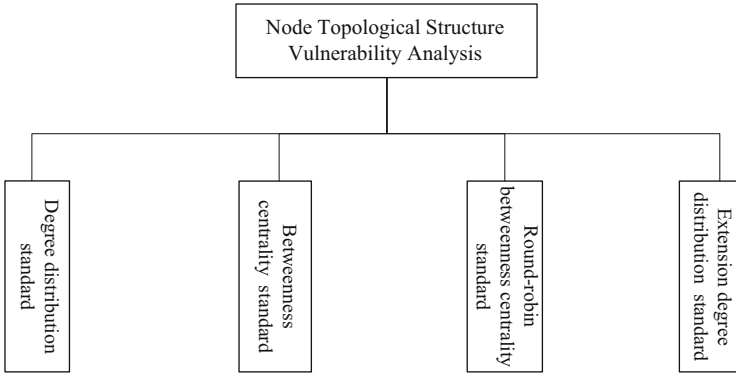 Node Topological Structure
Vulnerability Analysis
Degree distribution
standard
Betweenness
centrality standard
Round-robin
betweenness centrality
standard
Extension degree
distribution standard